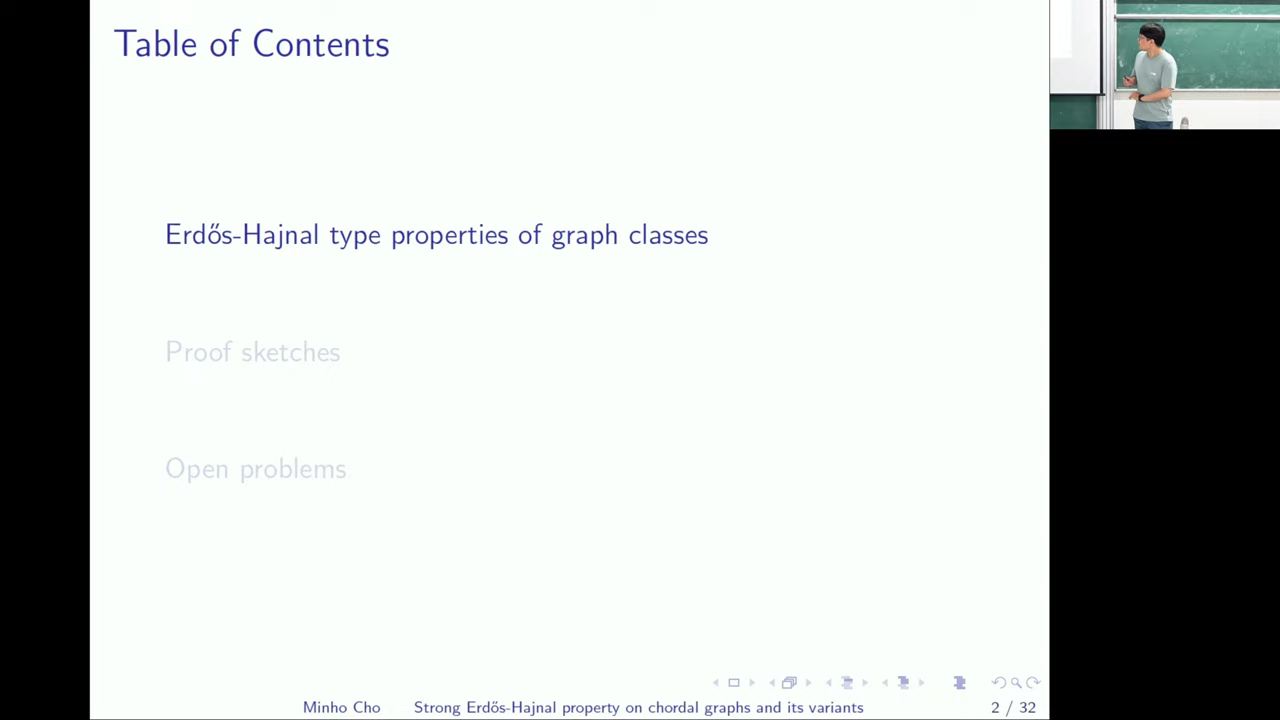 Table of Contents
Erdős-Hajnal type properties of graph classes
Proof sketches
Open problems
Minho Cho Strong Erdős-Hajnal property on chordal graphs and its variants 2 / 32